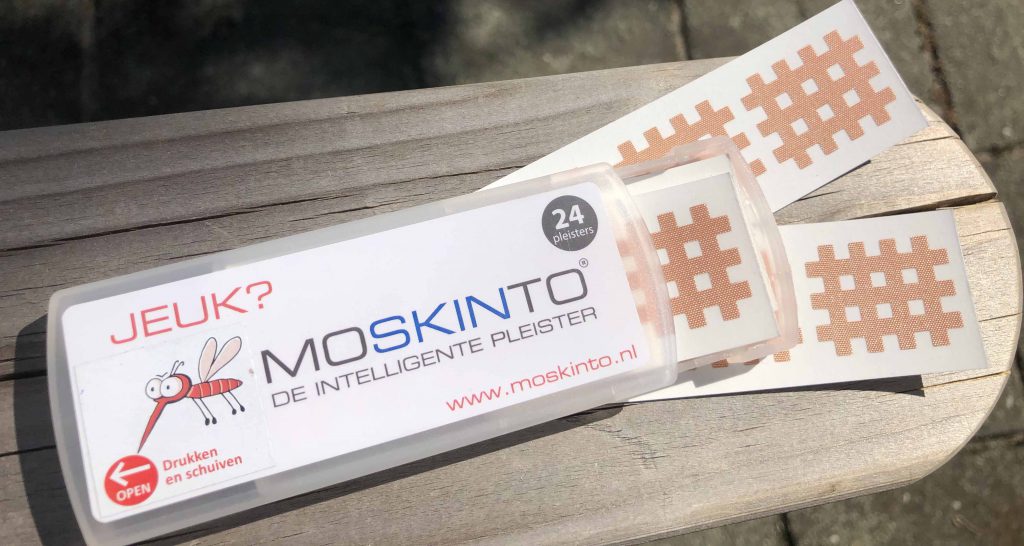 24
pleisters
JEUK?
MOSKINTO®
DE INTELLIGENTE PLEISTER
www.moskinto.nl
Drukken
en schuiven
OPEN